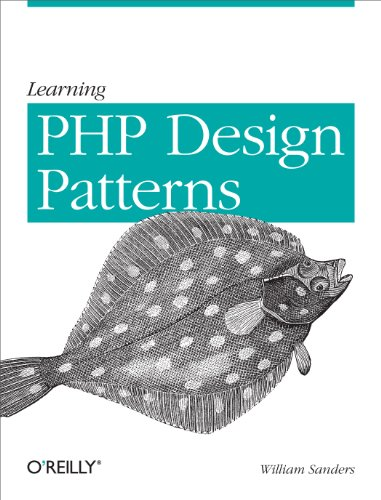 Learning
PHP Design
Patterns
O'REILLY®
William Sanders